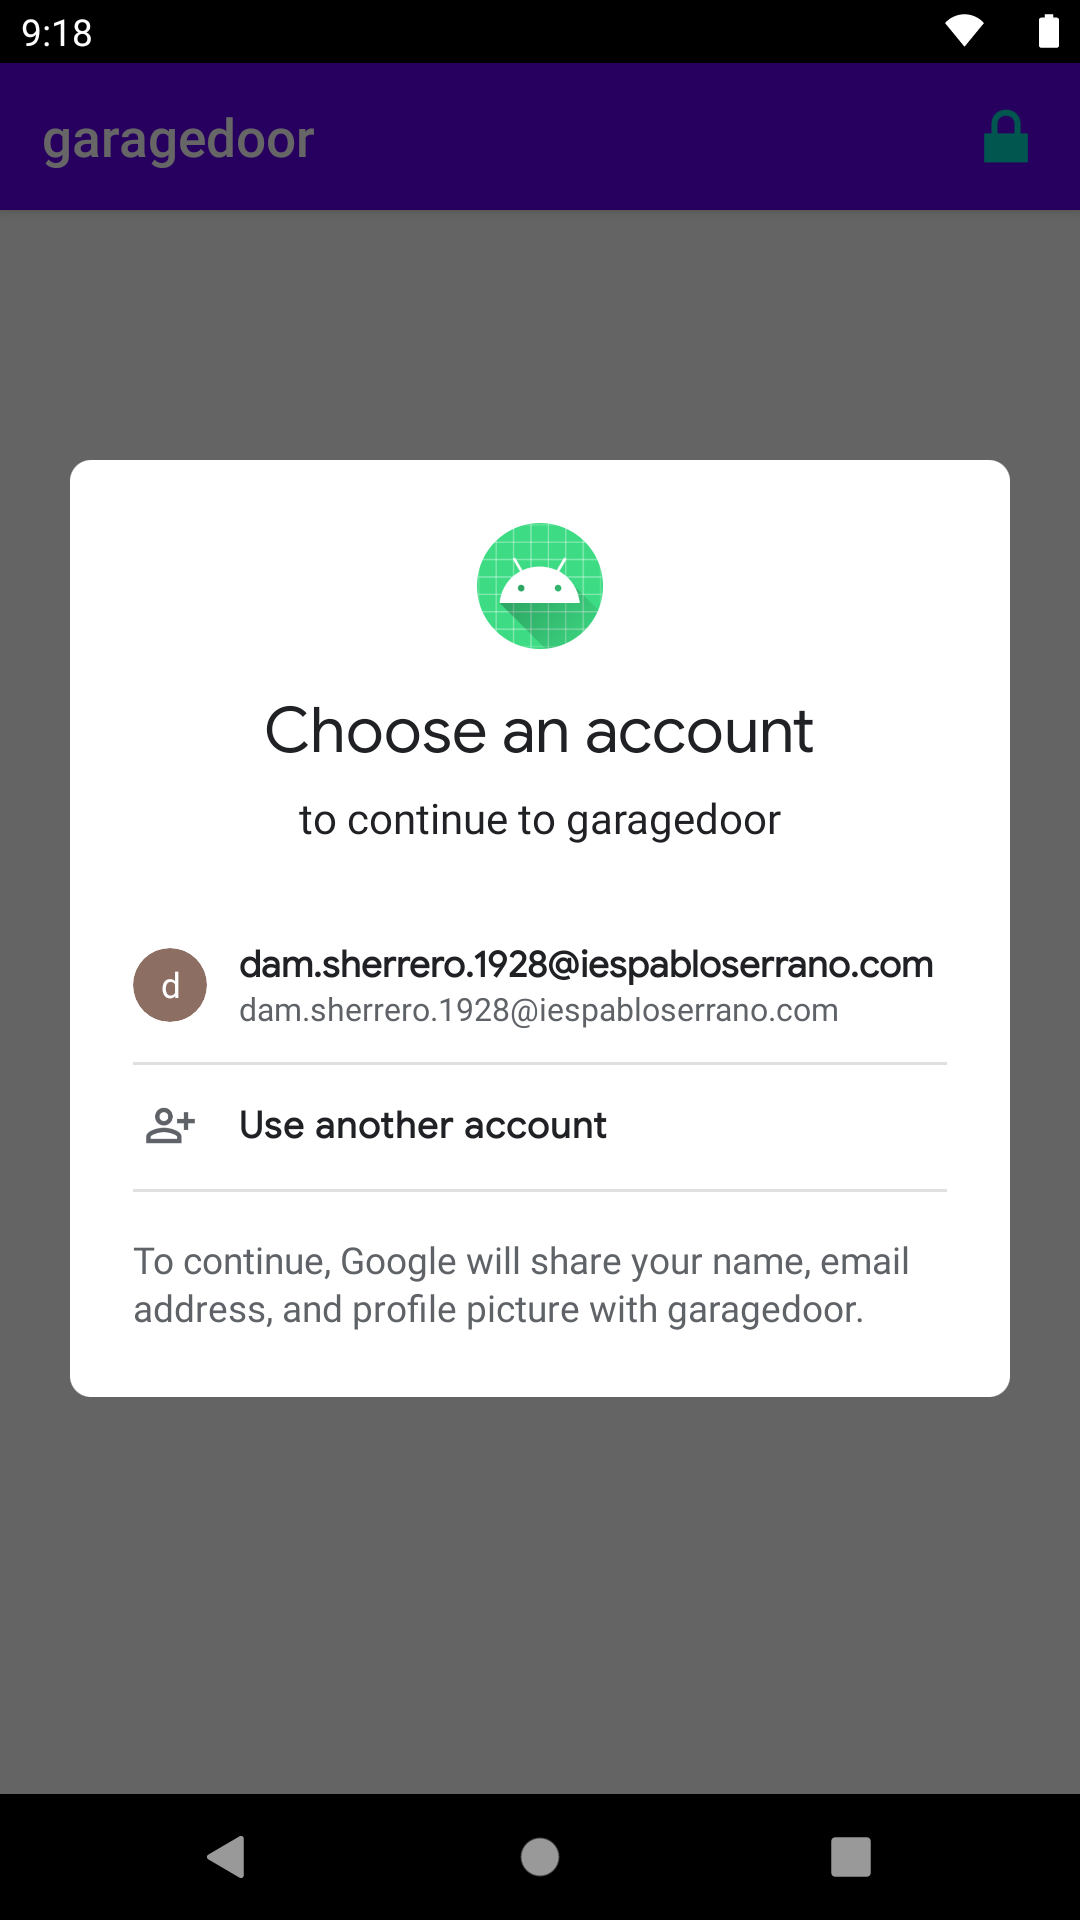 9:18
garagedoor
Choose an account
to continue to garagedoor
d
dam.sherrero.1928@iespabloserrano.com
dam.sherrero.1928@iespabloserrano.com
Use another account
To continue, Google will share your name, email
address, and profile picture with garagedoor.